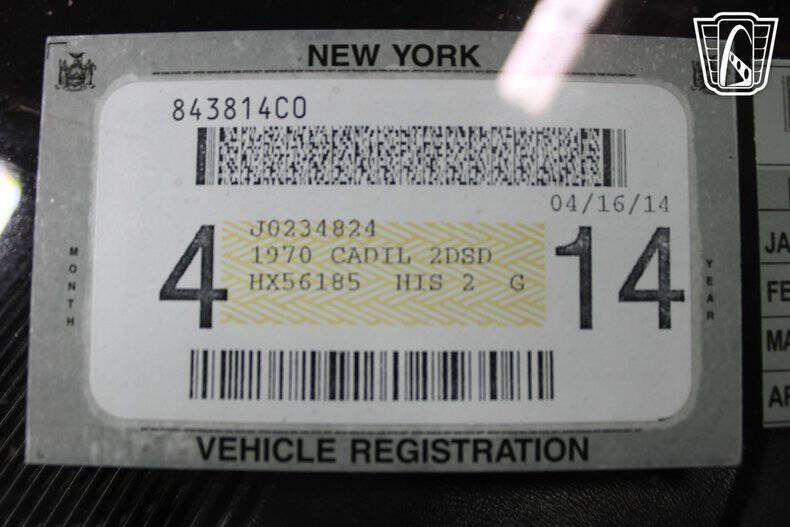 NEW YORK
843814C0
04/16/14
MONTH
4
J0234824
1970 CADIL 2DSD
HX56185 HIS 2 G
14
YEAR
VEHICLE REGISTRATION
JA
FE
MA
AP